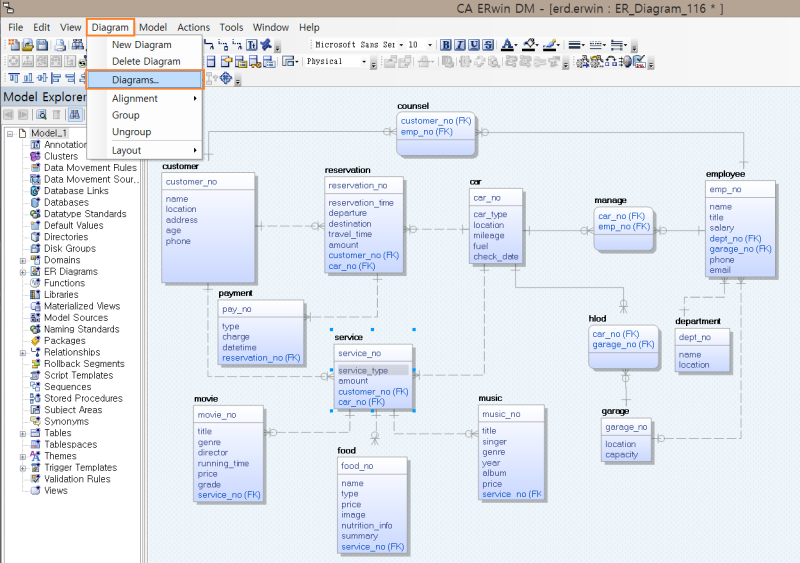 CA ERwin DM - [erd.erwin : ER_Diagram_116 * ]
File Edit View Diagram Model Actions Tools Window Help
New Diagram
Delete Diagram
Diagrams...
Alignment
Group
Ungroup
Layout
Microsoft Sans Ser
10
B I U S
A
Physical
Model Explorer
Model_1
Annotation
Clusters
Data Movement Rules
Data Movement Sour...
Database Links
Databases
Datatype Standards
Default Values
Directories
Disk Groups
Domains
ER Diagrams
Functions
Libraries
Materialized Views
Model Sources
Naming Standards
Packages
Relationships
Rollback Segments
Script Templates
Sequences
Stored Procedures
Subject Areas
Synonyms
Tables
Tablespaces
Themes
Trigger Templates
Validation Rules
Views
counsel
customer_no (FK)
emp_no (FK)
customer
customer_no
name
location
address
age
phone
reservation
reservation_no
reservation_time
departure
destination
travel_time
amount
customer_no (FK)
car_no (FK)
car
car_no
car_type
location
mileage
fuel
check_date
manage
car_no (FK)
emp_no (FK)
employee
emp_no
name
title
salary
dept_no (FK)
garage_no (FK)
phone
email
payment
pay_no
type
charge
datetime
reservation_no (FK)
service
service_no
service_type
amount
customer_no (FK)
car_no (FK)
hlod
car_no (FK)
garage_no (FK)
department
dept_no
name
location
movie
movie_no
title
genre
director
running_time
price
grade
service_no (FK)
food
food_no
name
type
price
image
nutrition_info
summary
service_no (FK)
music
music_no
title
singer
genre
year
album
price
service_no (FK)
garage
garage_no
location
capacity